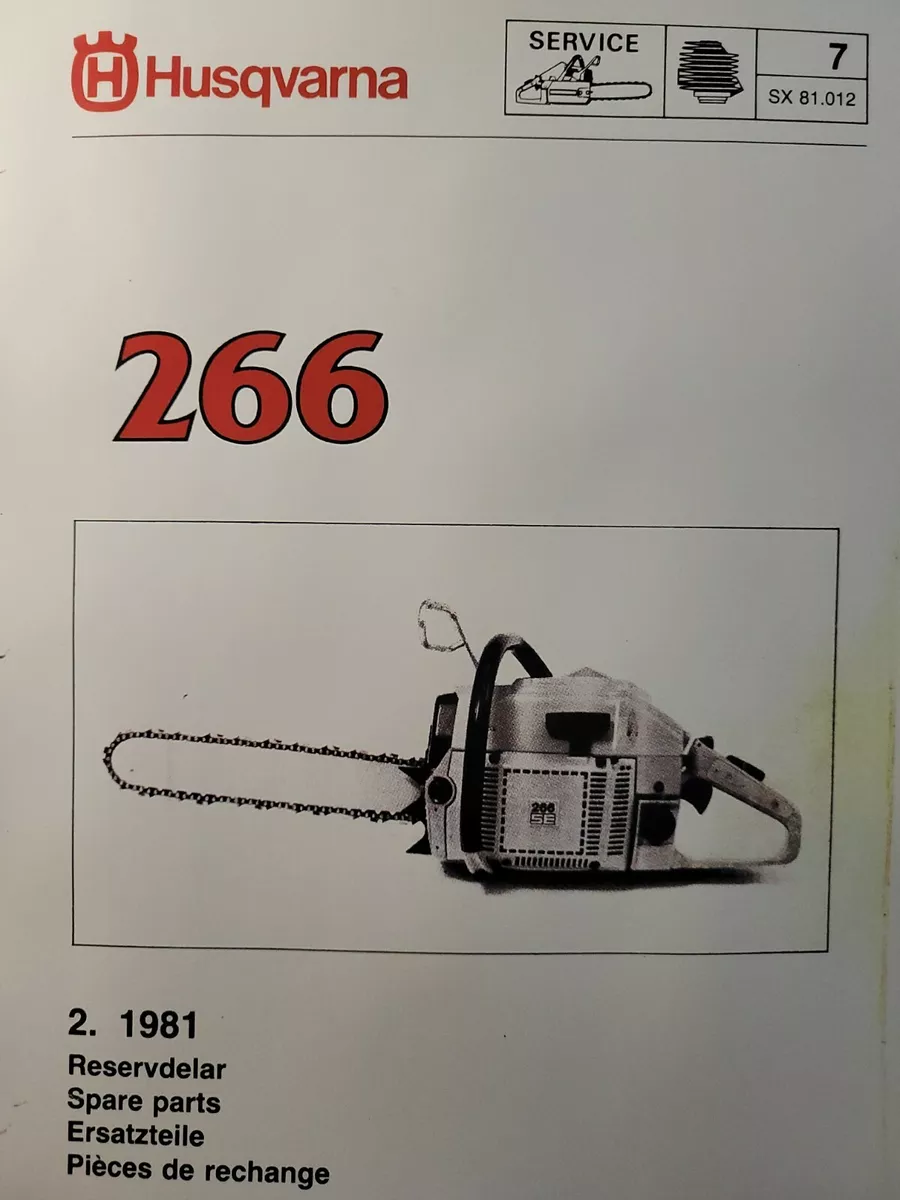 Husqvarna
SERVICE
7
SX 81.012
266
266
SE
2. 1981
Reservdelar
Spare parts
Ersatzteile
Pièces de rechange